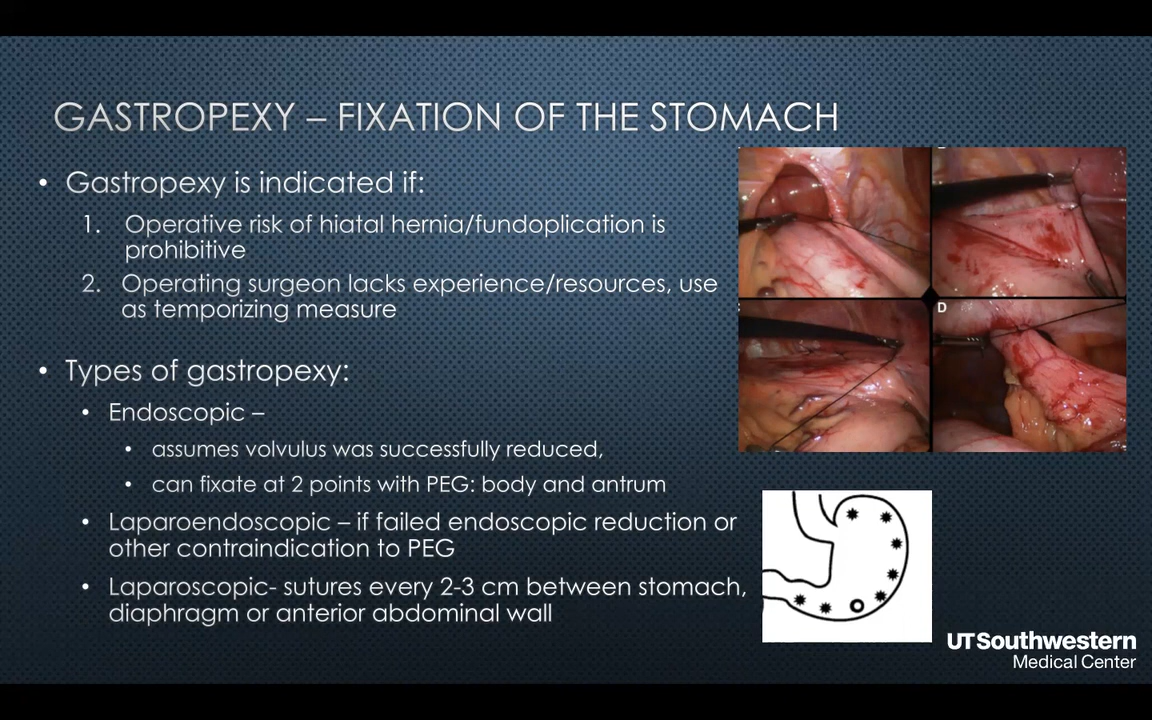 GASTROPEXY – FIXATION OF THE STOMACH
• Gastropexy is indicated if:
1. Operative risk of hiatal hernia/fundoplication is
prohibitive
2. Operating surgeon lacks experience/resources, use
as temporizing measure
• Types of gastropexy:
• Endoscopic –
• assumes volvulus was successfully reduced,
• can fixate at 2 points with PEG: body and antrum
• Laparoendoscopic – if failed endoscopic reduction or
other contraindication to PEG
• Laparoscopic- sutures every 2-3 cm between stomach,
diaphragm or anterior abdominal wall
D
UTSouthwestern
Medical Center